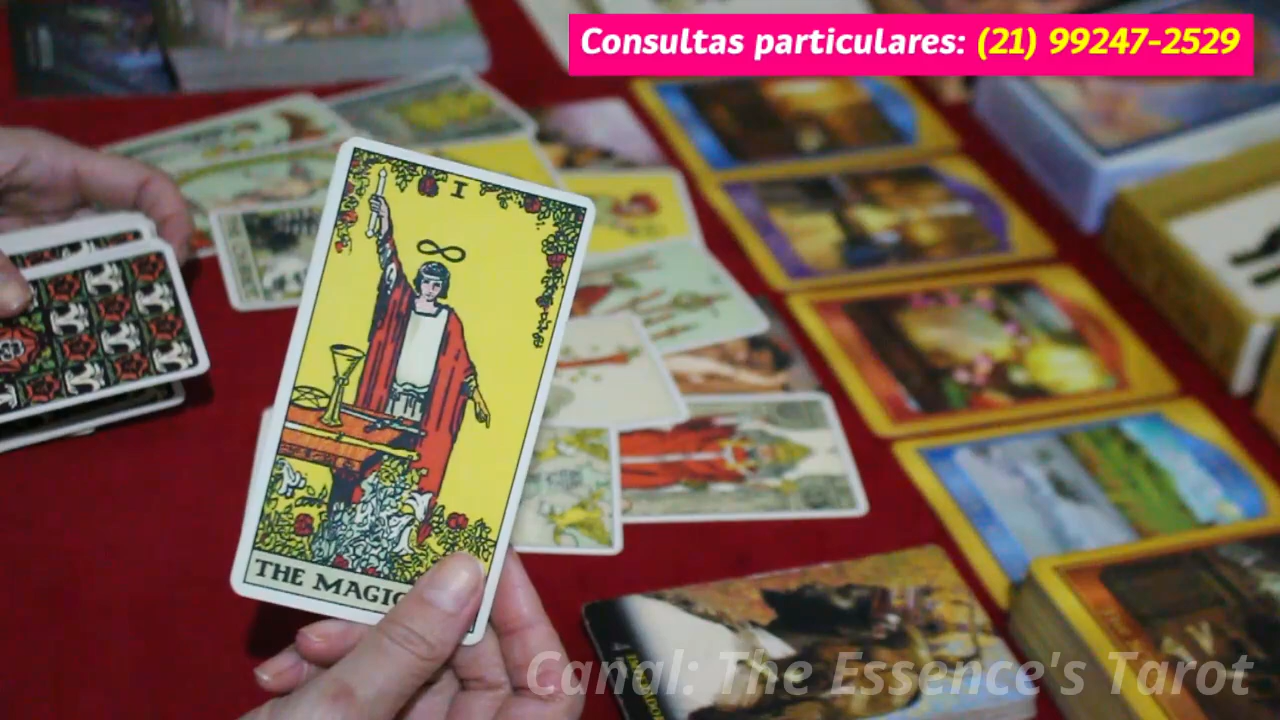 Consultas particulares: (21) 99247-2529
I
THE MAGIC
Canal: The Essence's Tarot